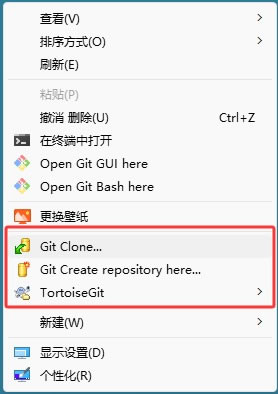 查看(V)
排序方式(O)
刷新(E)
粘贴(P)
撤消 删除(U) Ctrl+Z
在终端中打开
Open Git GUI here
Open Git Bash here
更换壁纸
Git Clone...
Git Create repository here...
TortoiseGit
新建(W)
显示设置(D)
个性化(R)